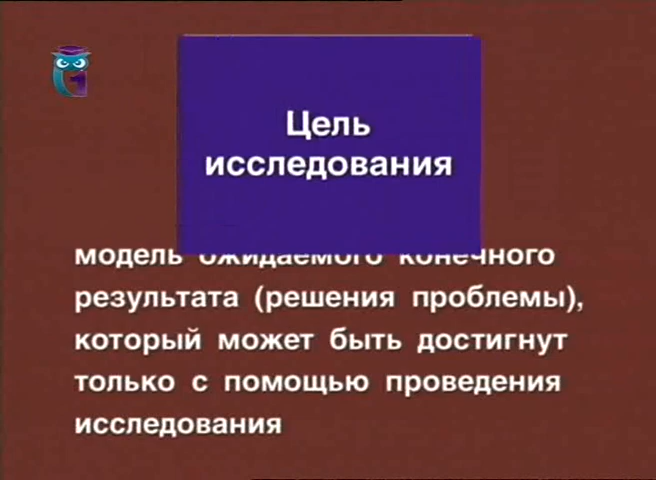 Цель
исследования
модель ожидаемого конечного
результата (решения проблемы),
который может быть достигнут
только с помощью проведения
исследования